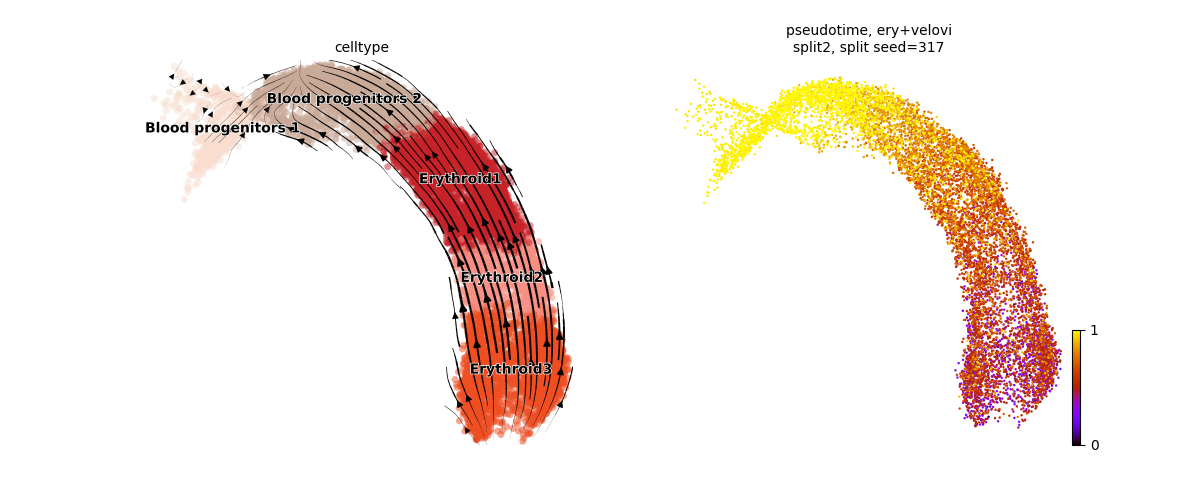 celltype
Blood progenitors 2
Blood progenitors 1
Erythroid1
Erythroid2
Erythroid3
pseudotime, ery+velovi
split2, split seed=317
1
0